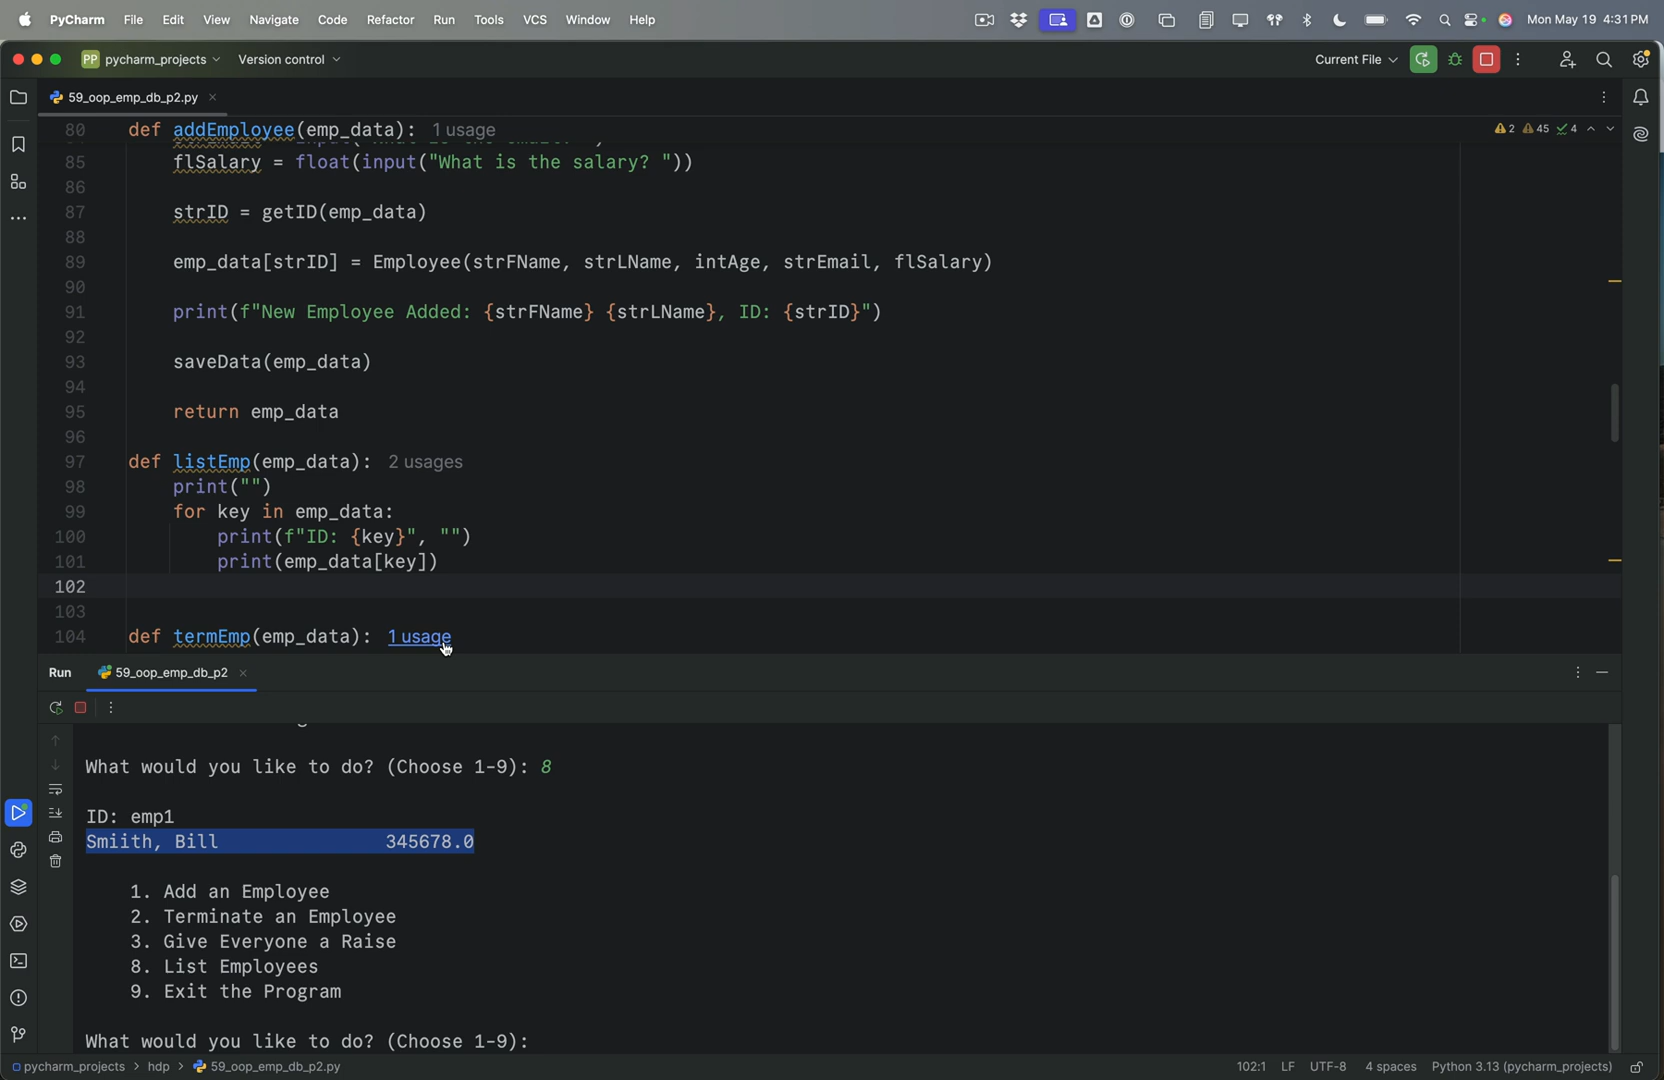 PyCharm File Edit View Navigate Code Refactor Run Tools VCS Window Help Mon May 19 4:31 PM
PP pycharm_projects Version control Current File
59_oop_emp_db_p2.py
80 def addEmployee(emp_data): 1 usage 2 45 4
85 flSalary = float(input("What is the salary? "))
86
87 strID = getID(emp_data)
88
89 emp_data[strID] = Employee(strFName, strLName, intAge, strEmail, flSalary)
90
91 print(f"New Employee Added: {strFName} {strLName}, ID: {strID}")
92
93 saveData(emp_data)
94
95 return emp_data
96
97 def listEmp(emp_data): 2 usages
98 print("")
99 for key in emp_data:
100 print(f"ID: {key}", "")
101 print(emp_data[key])
102
103
104 def termEmp(emp_data): 1 usage
Run 59_oop_emp_db_p2
What would you like to do? (Choose 1-9): 8
ID: emp1
Smiith, Bill 345678.0
1. Add an Employee
2. Terminate an Employee
3. Give Everyone a Raise
8. List Employees
9. Exit the Program
What would you like to do? (Choose 1-9):
pycharm_projects > hdp > 59_oop_emp_db_p2.py 102:1 LF UTF-8 4 spaces Python 3.13 (pycharm_projects)